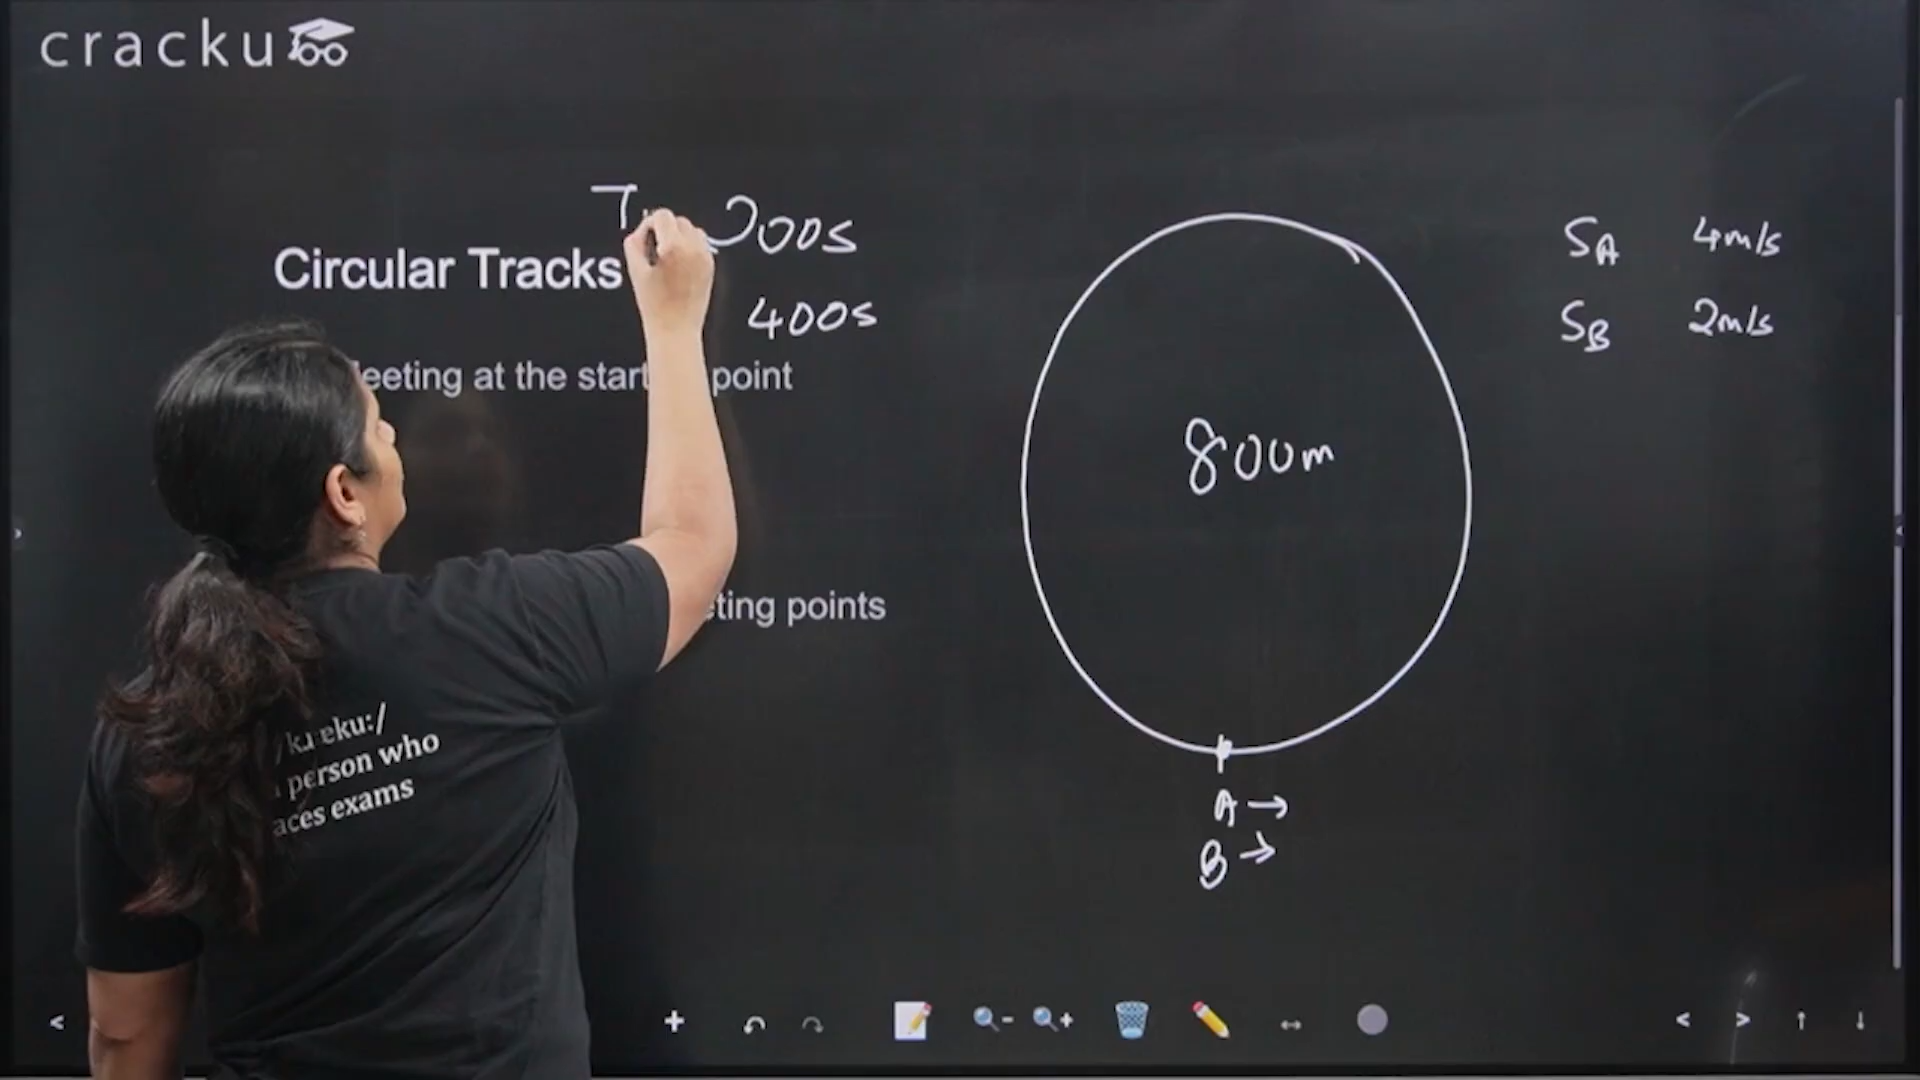 cracku
T 200s
Circular Tracks
400s
eeting at the start point
ting points
800m
A →
B →
SA 4m/s
SB 2m/s
person who
aces exams